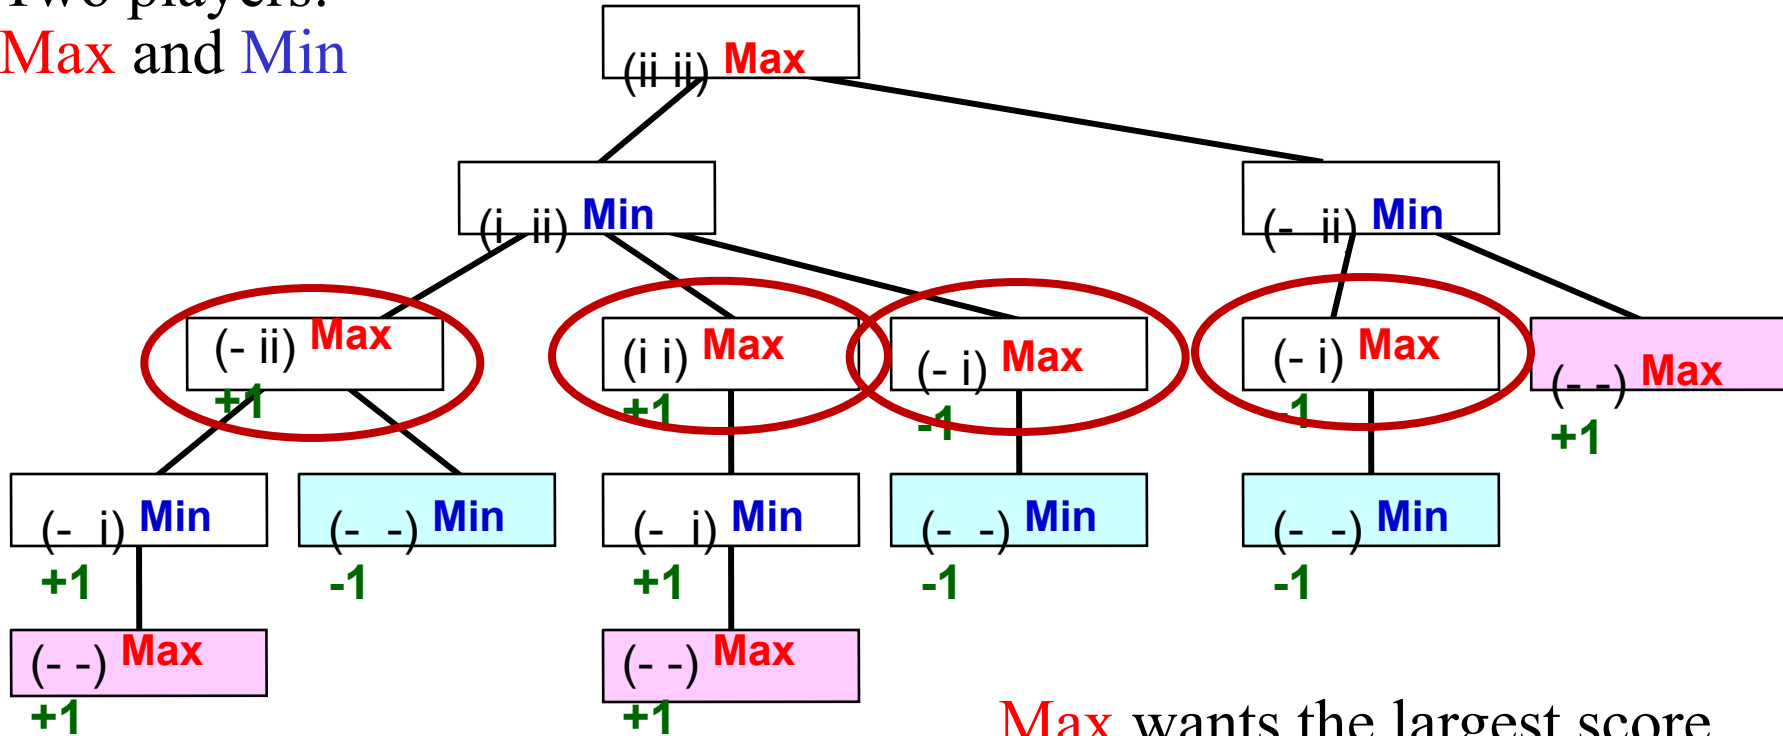 Two players:
Max and Min
(ii ii) Max
(i ii) Min
(- ii) Min
(- ii) Max
+1
(i i) Max
+1
(- i) Max
-1
(- i) Max
-1
(- -) Max
+1
(- i) Min
+1
(- -) Min
-1
(- i) Min
+1
(- -) Min
-1
(- -) Min
-1
(- -) Max
+1
(- -) Max
+1
Max wants the largest score